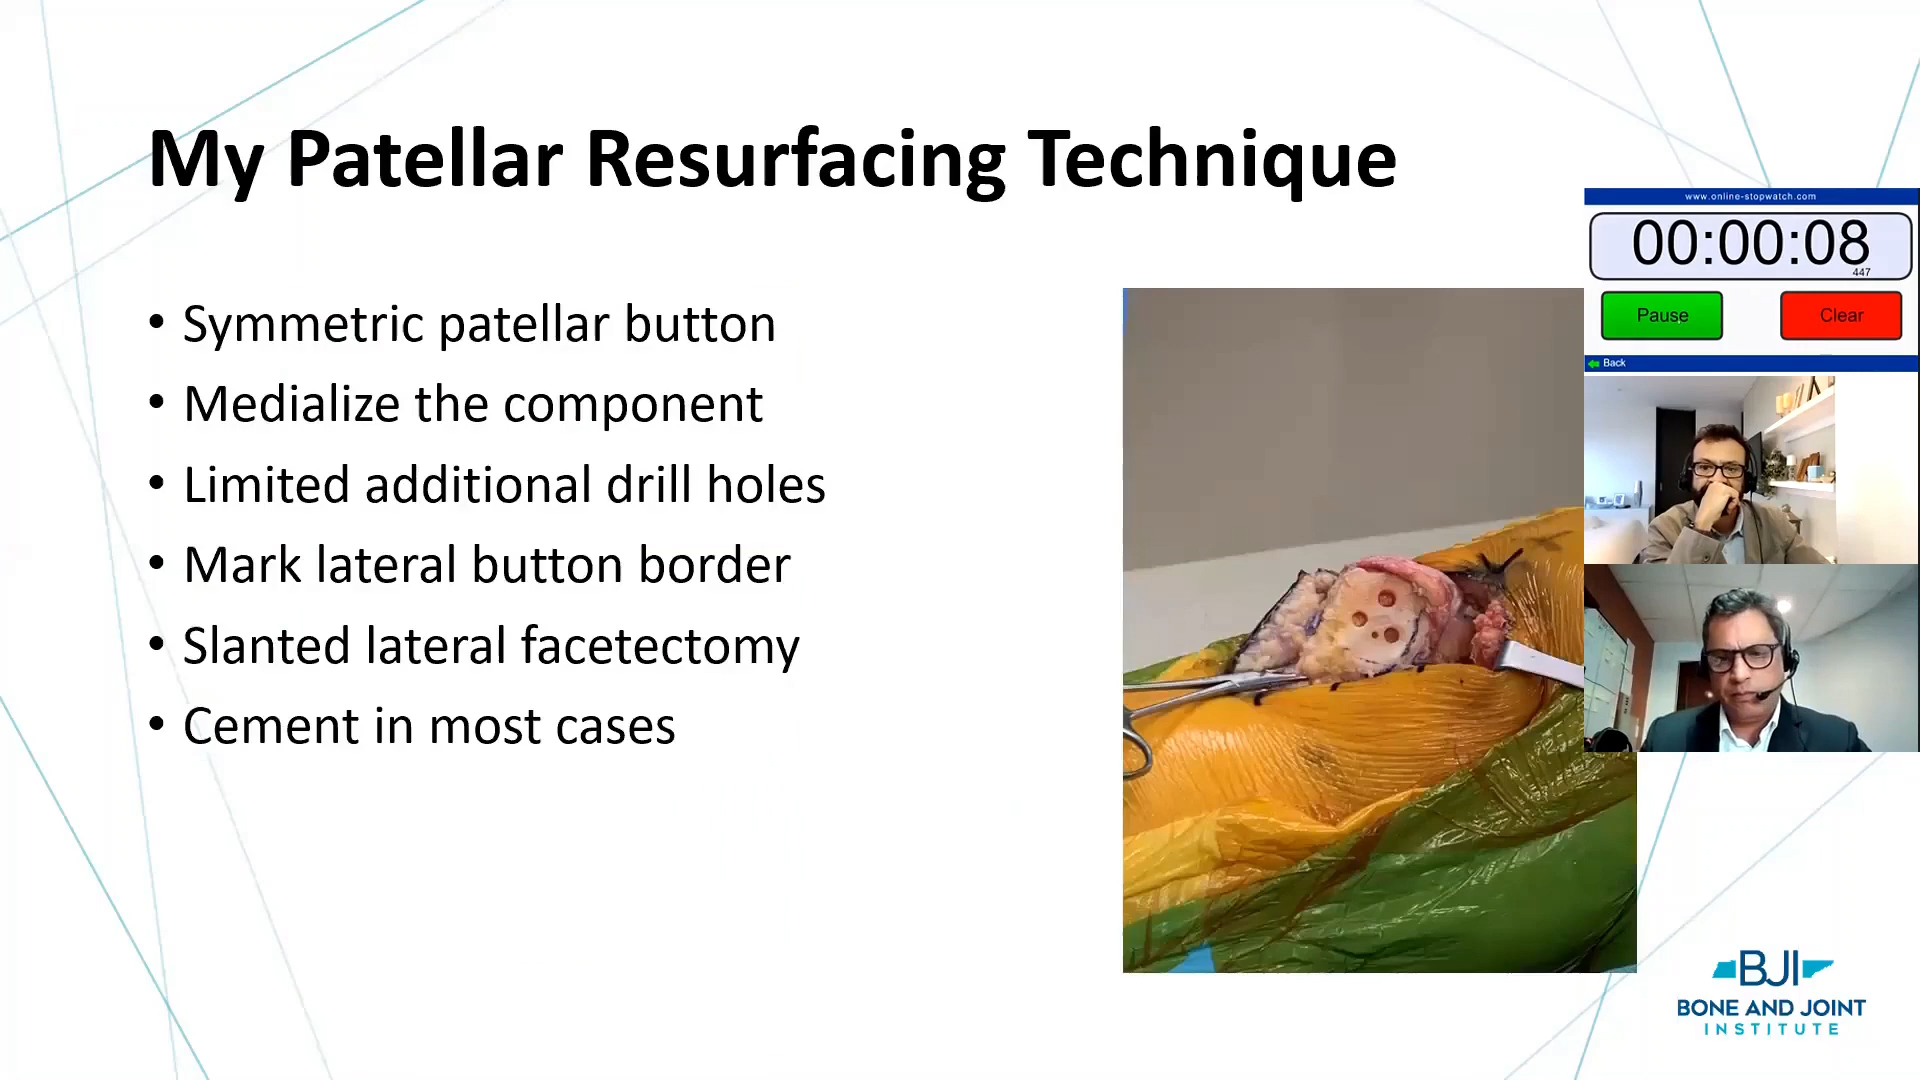 My Patellar Resurfacing Technique
• Symmetric patellar button
• Medialize the component
• Limited additional drill holes
• Mark lateral button border
• Slanted lateral facetectomy
• Cement in most cases
www.online-stopwatch.com
00:00:08
447
Pause
Clear
Back
BJI
BONE AND JOINT
INSTITUTE